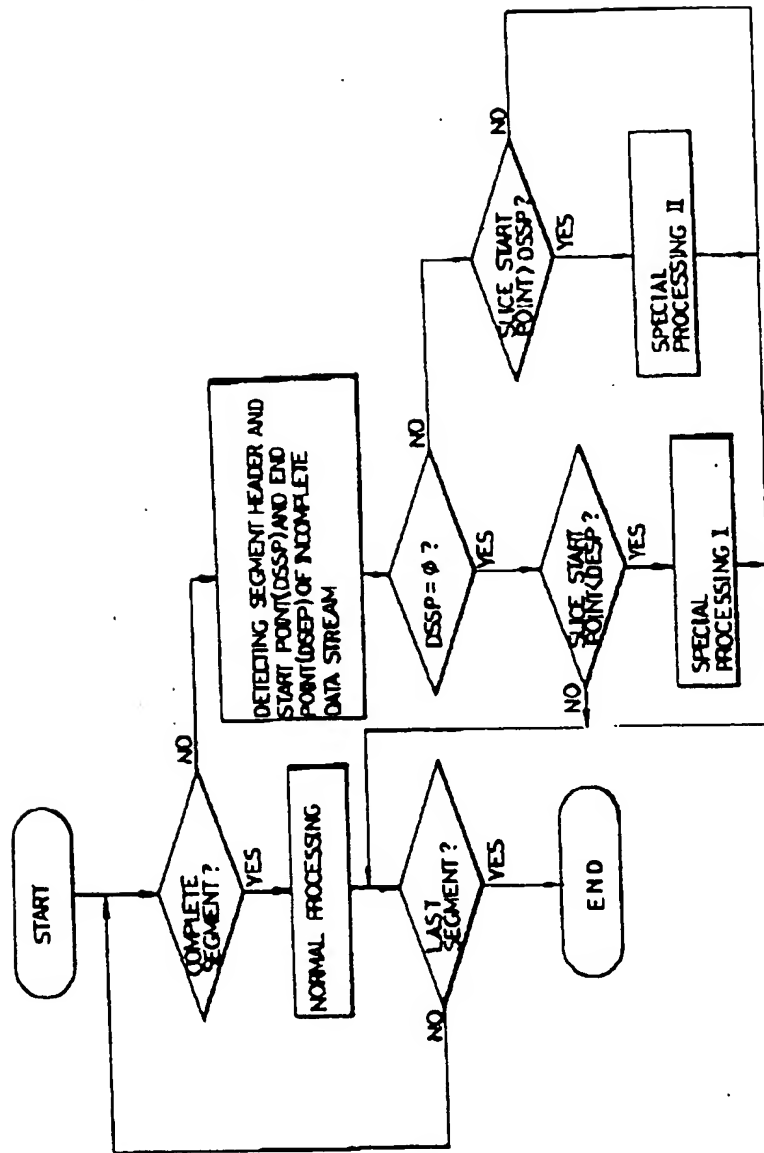 START
COMPLETE
SEGMENT?
NO
YES
NORMAL PROCESSING
LAST
SEGMENT?
NO
YES
END
DETECTING SEGMENT HEADER AND
START POINT(DSSP)AND END
POINT(DSEP)OF INCOMPLETE
DATA STREAM
DSSP=φ?
NO
YES
SLICE START
POINT<DESP?
NO
YES
SPECIAL
PROCESSING I
SLICE START
POINT>DSSP?
NO
YES
SPECIAL
PROCESSING II